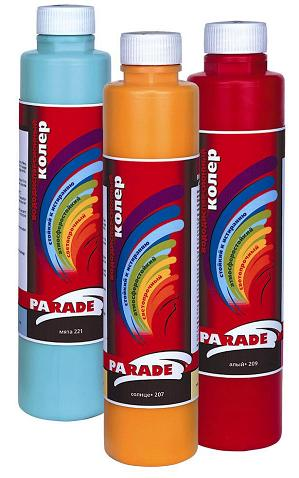 колер
стойкий к истиранию
атмосферостойкий
светопрочный
PARADE
мята 221
колер
стойкий к истиранию
атмосферостойкий
светопрочный
PARADE
солнце• 207
колер
стойкий к истиранию
атмосферостойкий
светопрочный
PARADE
алый• 209